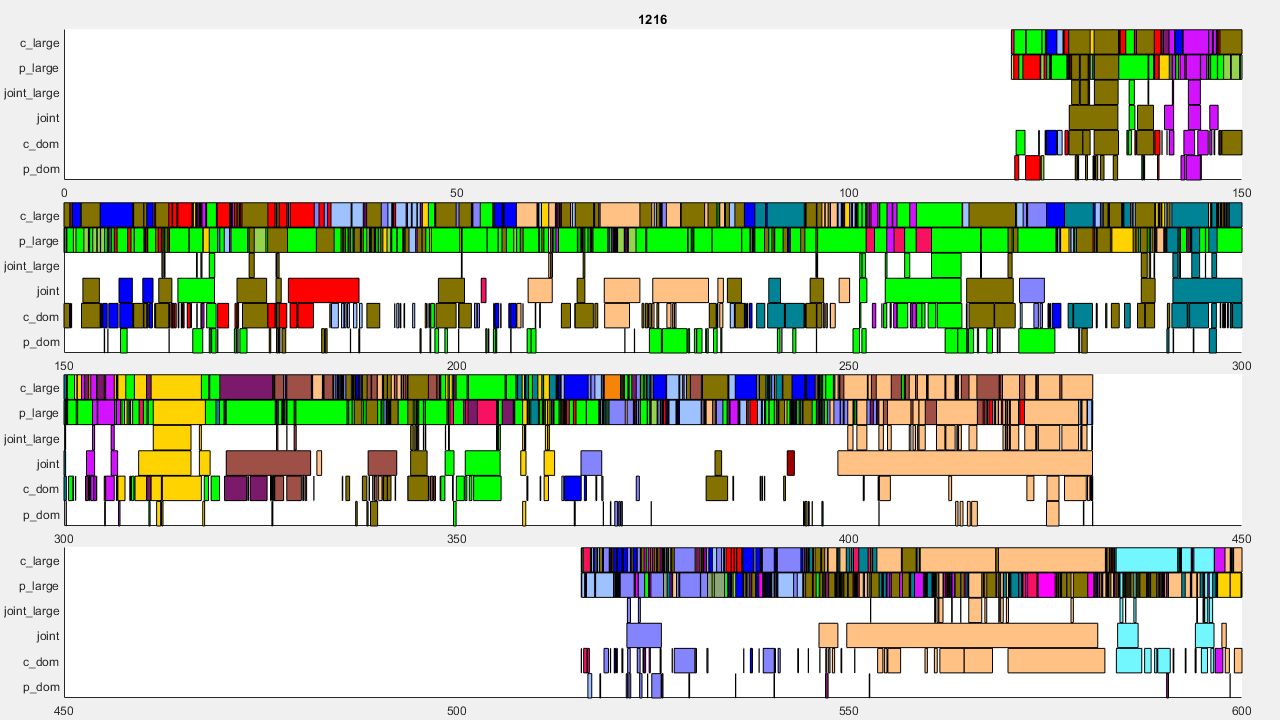 1216
c_large
p_large
joint_large
joint
c_dom
p_dom
0 50 100 150
c_large
p_large
joint_large
joint
c_dom
p_dom
150 200 250 300
c_large
p_large
joint_large
joint
c_dom
p_dom
300 350 400 450
c_large
p_large
joint_large
joint
c_dom
p_dom
450 500 550 600